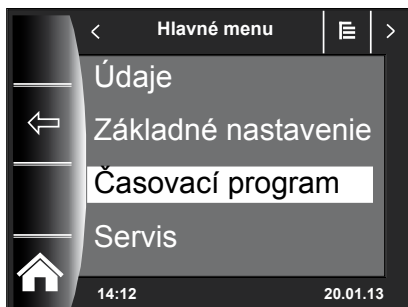 Hlavné menu
Údaje
Základné nastavenie
Časovací program
Servis
14:12 20.01.13